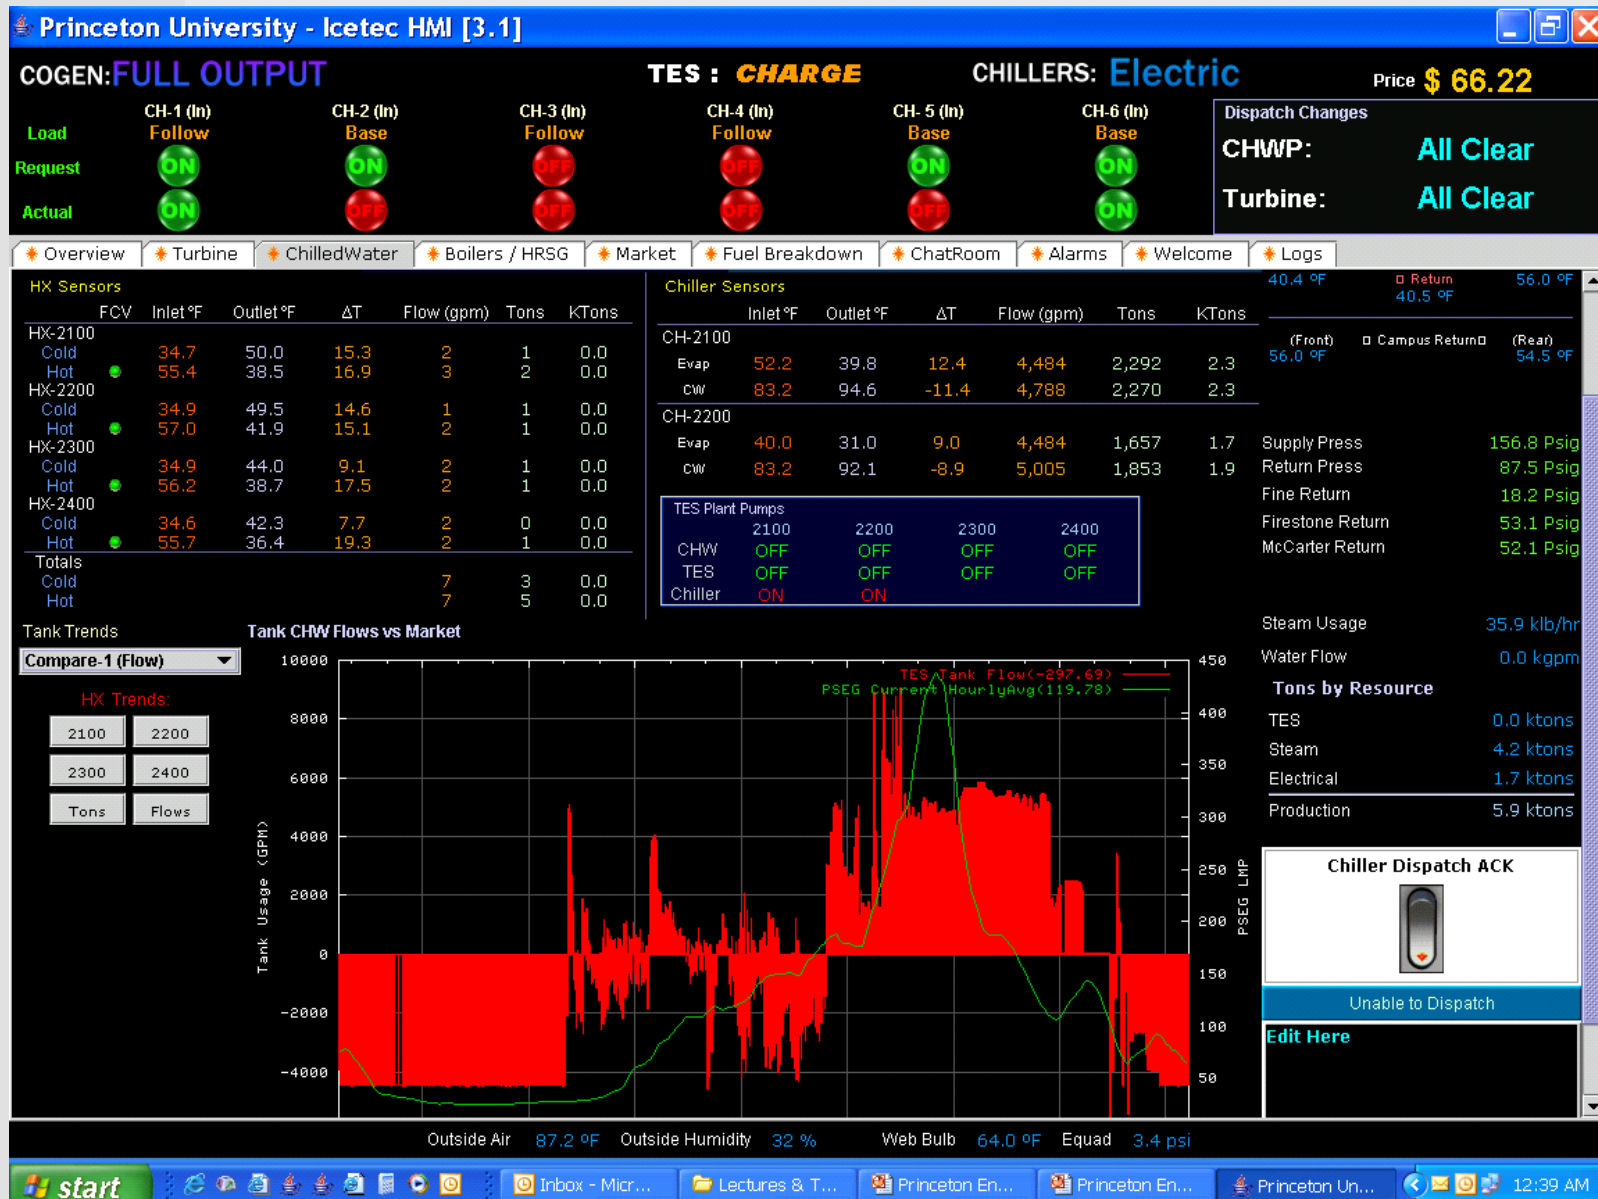 Princeton University - Icetec HMI [3.1]
COGEN:FULL OUTPUT TES : CHARGE CHILLERS: Electric Price $ 66.22
CH-1 (In) CH-2 (In) CH-3 (In) CH-4 (In) CH- 5 (In) CH-6 (In) Dispatch Changes
Load Follow Base Follow Follow Base Base
CHWP: All Clear
Request ON ON OFF OFF ON ON
Turbine: All Clear
Actual ON OFF OFF OFF OFF ON
Overview Turbine ChilledWater Boilers / HRSG Market Fuel Breakdown ChatRoom Alarms Welcome Logs
HX Sensors
FCV Inlet °F Outlet °F ΔT Flow (gpm) Tons KTons
HX-2100
Cold 34.7 50.0 15.3 2 1 0.0
Hot 55.4 38.5 16.9 3 2 0.0
HX-2200
Cold 34.9 49.5 14.6 1 1 0.0
Hot 57.0 41.9 15.1 2 1 0.0
HX-2300
Cold 34.9 44.0 9.1 2 1 0.0
Hot 56.2 38.7 17.5 2 1 0.0
HX-2400
Cold 34.6 42.3 7.7 2 0 0.0
Hot 55.7 36.4 19.3 2 1 0.0
Totals
Cold 7 3 0.0
Hot 7 5 0.0
Chiller Sensors
Inlet °F Outlet °F ΔT Flow (gpm) Tons KTons
CH-2100
Evap 52.2 39.8 12.4 4,484 2,292 2.3
CW 83.2 94.6 -11.4 4,788 2,270 2.3
CH-2200
Evap 40.0 31.0 9.0 4,484 1,657 1.7
CW 83.2 92.1 -8.9 5,005 1,853 1.9
TES Plant Pumps
2100 2200 2300 2400
CHW OFF OFF OFF OFF
TES OFF OFF OFF OFF
Chiller ON ON
40.4 °F Return 56.0 °F
40.5 °F
(Front) Campus Return (Rear)
56.0 °F 54.5 °F
Supply Press 156.8 Psig
Return Press 87.5 Psig
Fine Return 18.2 Psig
Firestone Return 53.1 Psig
McCarter Return 52.1 Psig
Steam Usage 35.9 klb/hr
Water Flow 0.0 kgpm
Tons by Resource
TES 0.0 ktons
Steam 4.2 ktons
Electrical 1.7 ktons
Production 5.9 ktons
Chiller Dispatch ACK
Unable to Dispatch
Edit Here
Tank Trends
Compare-1 (Flow)
HX Trends:
2100 2200
2300 2400
Tons Flows
Tank CHW Flows vs Market
TES Tank Flow(-297.69)
PSEG Current HourlyAvg(119.78)
10000
8000
6000
4000
2000
0
-2000
-4000
Tank Usage (GPM)
450
400
350
300
250
200
150
100
50
PSEG LMP
Outside Air 87.2 °F Outside Humidity 32 % Web Bulb 64.0 °F Equad 3.4 psi
start Inbox - Micr... Lectures & T... Princeton En... Princeton En... Princeton Un... 12:39 AM